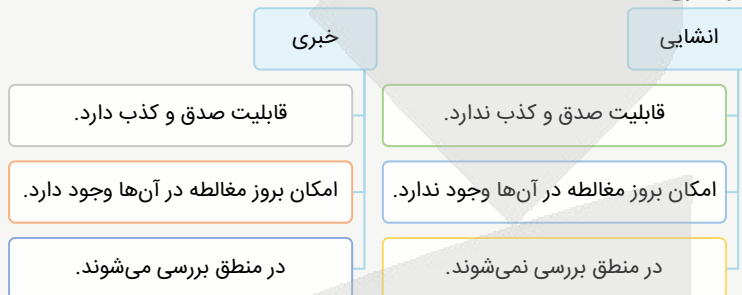 انشایی
قابلیت صدق و کذب ندارد.
امکان بروز مغالطه در آن‌ها وجود ندارد.
در منطق بررسی نمی‌شوند.
خبری
قابلیت صدق و کذب دارد.
امکان بروز مغالطه در آن‌ها وجود دارد.
در منطق بررسی می‌شوند.